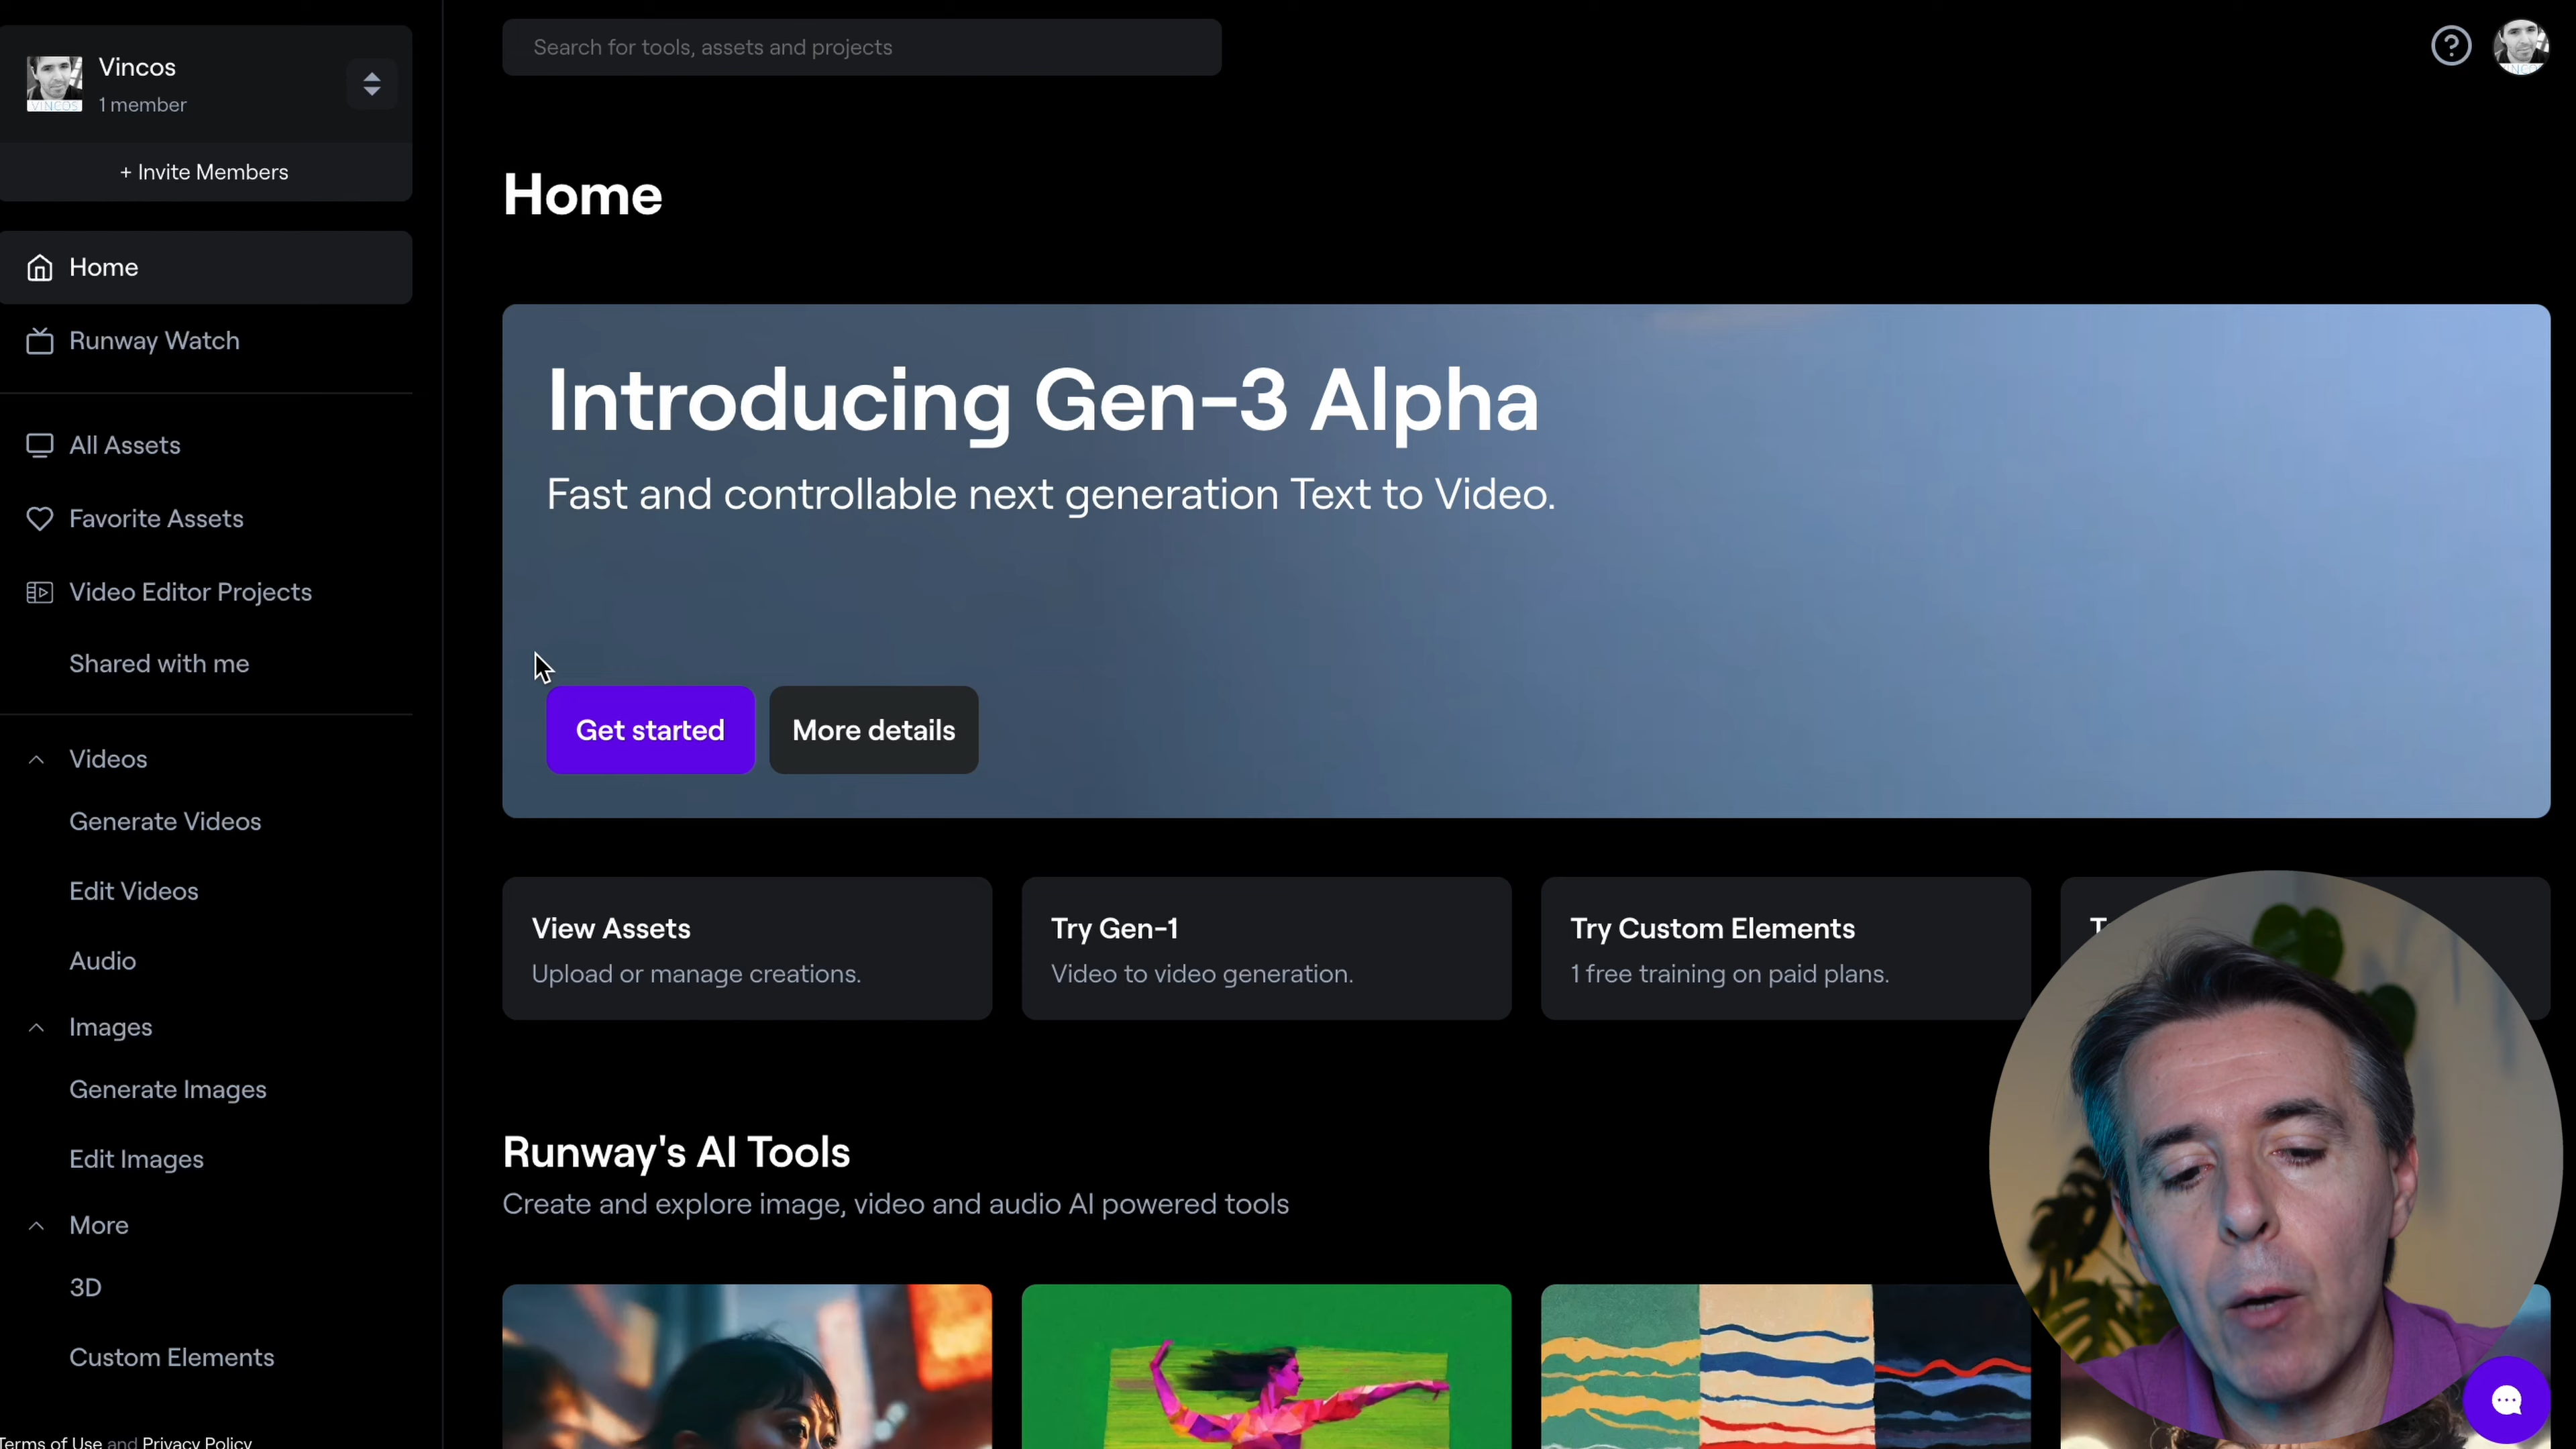 Vincos
1 member
+ Invite Members
Home
Runway Watch
All Assets
Favorite Assets
Video Editor Projects
Shared with me
Videos
Generate Videos
Edit Videos
Audio
Images
Generate Images
Edit Images
More
3D
Custom Elements
Terms of Use and Privacy Policy
Search for tools, assets and projects
Home
Introducing Gen-3 Alpha
Fast and controllable next generation Text to Video.
Get started
More details
View Assets
Upload or manage creations.
Try Gen-1
Video to video generation.
Try Custom Elements
1 free training on paid plans.
Runway's AI Tools
Create and explore image, video and audio AI powered tools